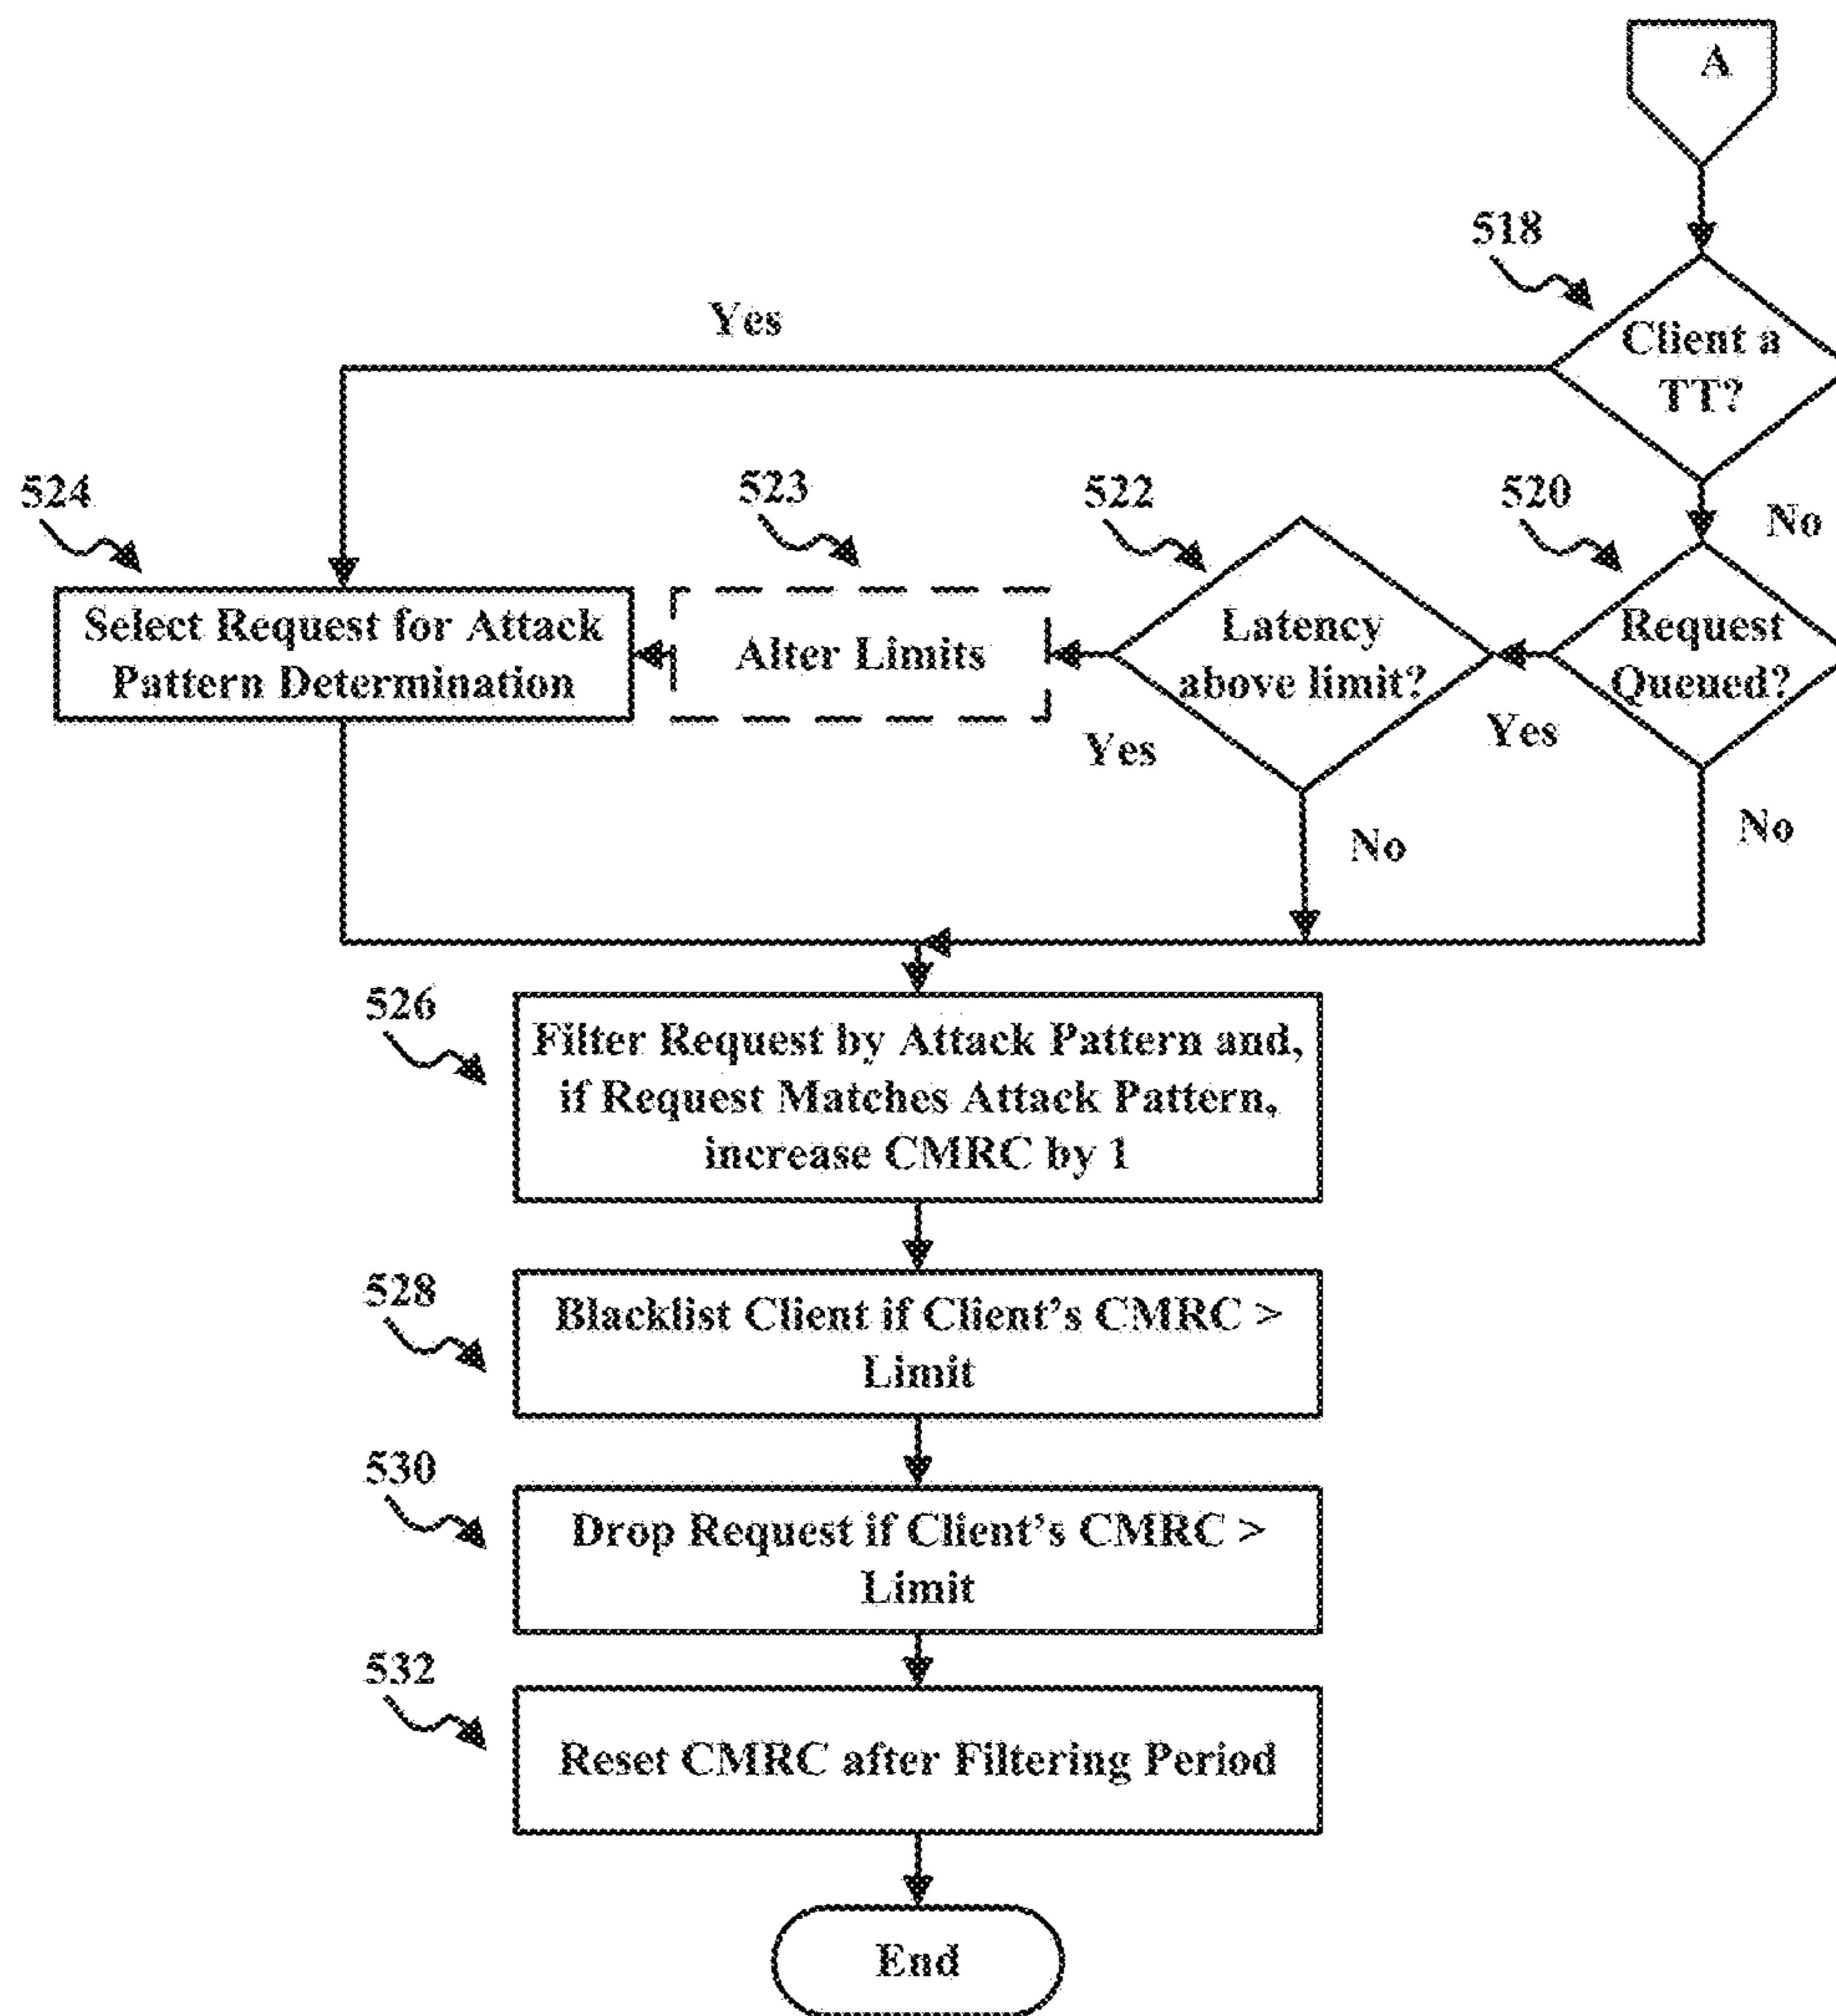 A
518
Client a
TT?
Yes
No
524
523
522
520
Select Request for Attack
Pattern Determination
Alter Limits
Latency
above limit?
Request
Queued?
Yes
Yes
No
No
526
Filter Request by Attack Pattern and,
if Request Matches Attack Pattern,
increase CMRC by 1
528
Blacklist Client if Client's CMRC >
Limit
530
Drop Request if Client's CMRC >
Limit
532
Reset CMRC after Filtering Period
End